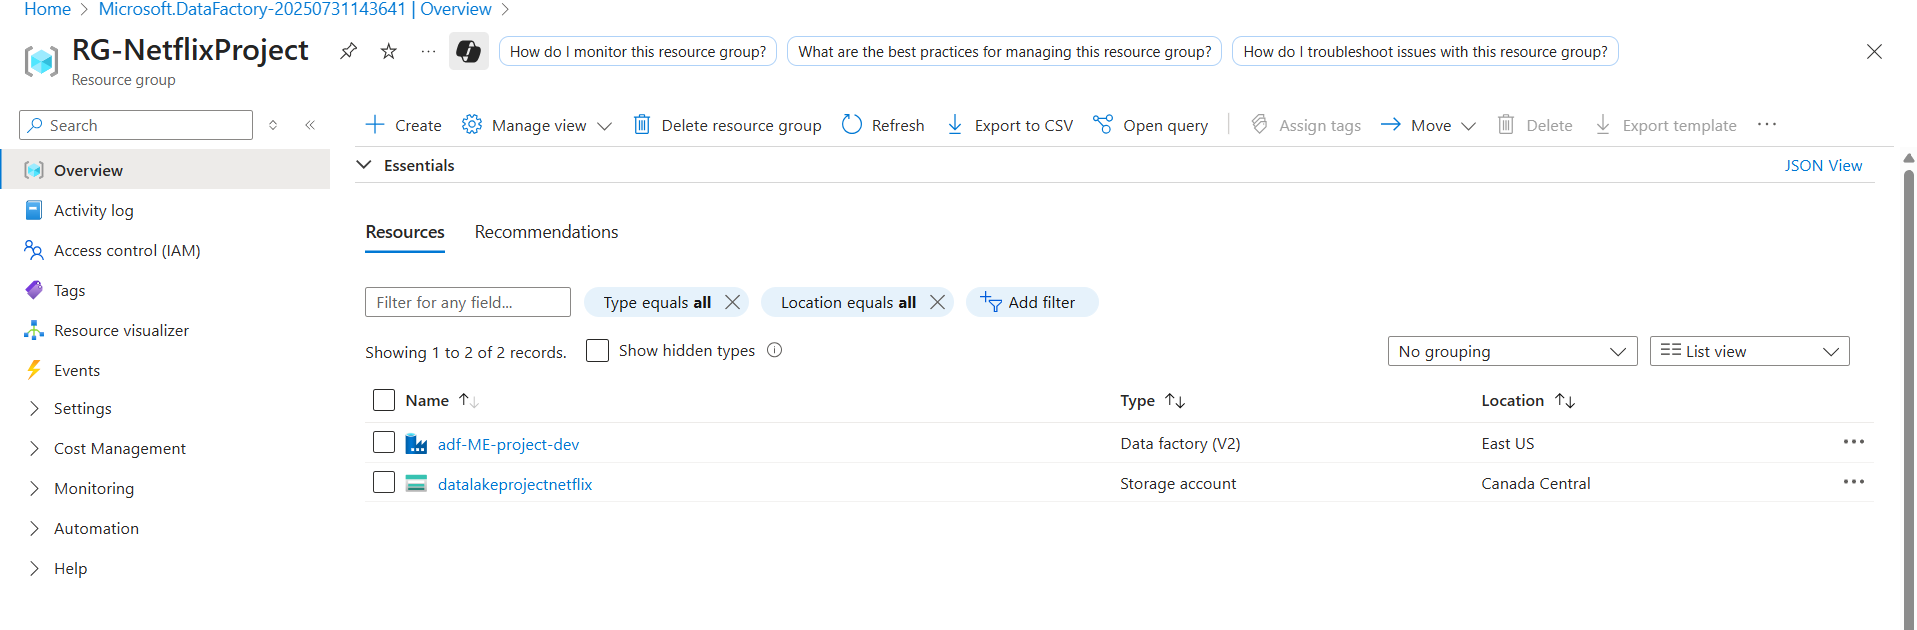 Home > Microsoft.DataFactory-20250731143641 | Overview >
RG-NetflixProject
Resource group
How do I monitor this resource group?
What are the best practices for managing this resource group?
How do I troubleshoot issues with this resource group?
Search
Create
Manage view
Delete resource group
Refresh
Export to CSV
Open query
Assign tags
Move
Delete
Export template
Overview
Activity log
Access control (IAM)
Tags
Resource visualizer
Events
Settings
Cost Management
Monitoring
Automation
Help
Essentials
JSON View
Resources
Recommendations
Filter for any field...
Type equals all
Location equals all
Add filter
Showing 1 to 2 of 2 records.
Show hidden types
No grouping
List view
Name Type Location
adf-ME-project-dev Data factory (V2) East US
datalakeprojectnetflix Storage account Canada Central